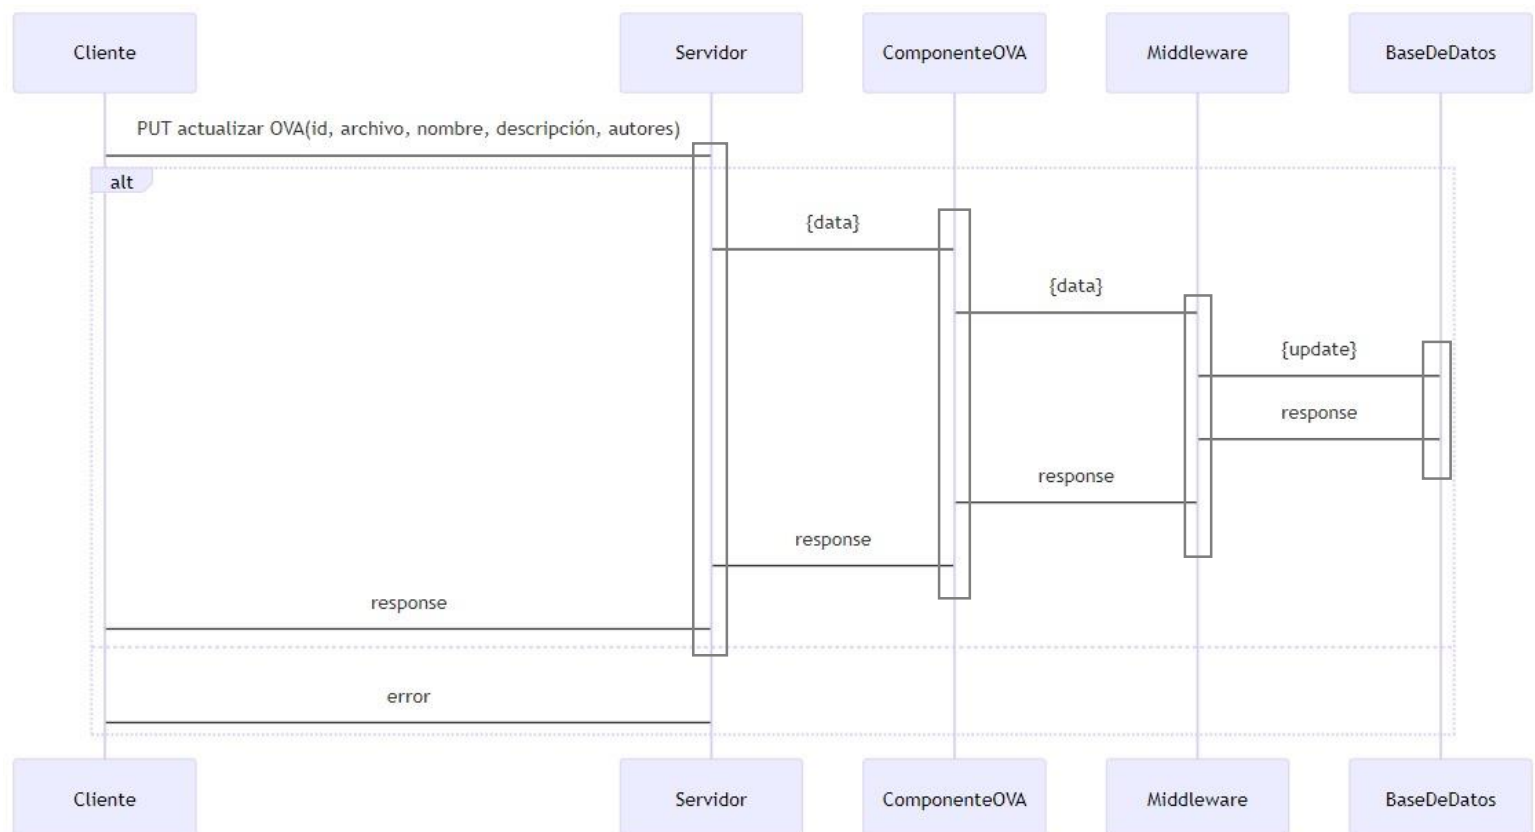 Cliente
Servidor
ComponenteOVA
Middleware
BaseDeDatos
PUT actualizar OVA(id, archivo, nombre, descripción, autores)
alt
{data}
{data}
{update}
response
response
response
response
error
Cliente
Servidor
ComponenteOVA
Middleware
BaseDeDatos